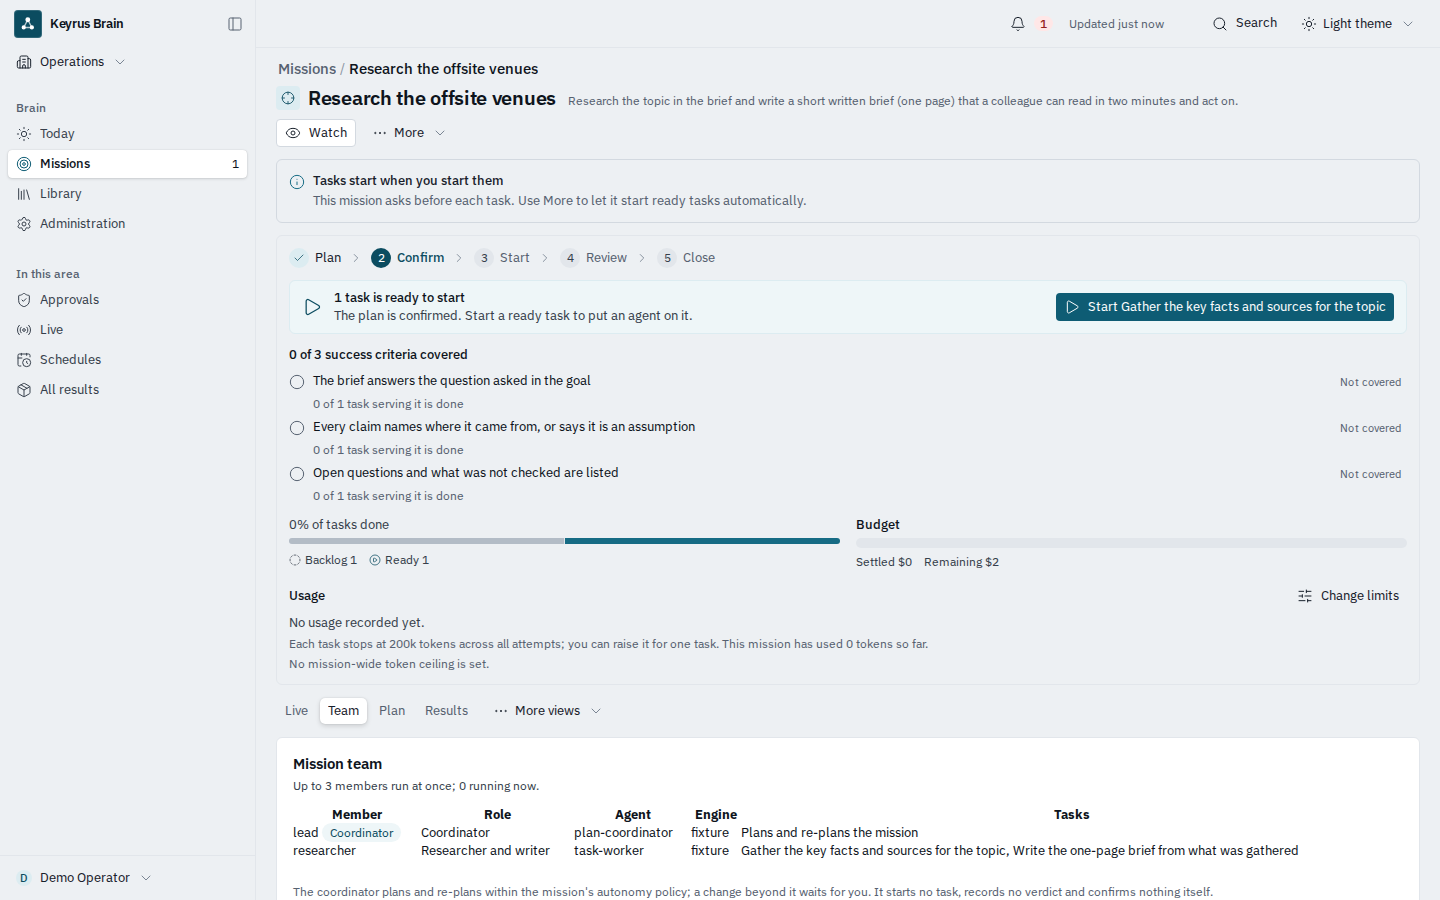 Keyrus Brain
Operations
Brain
Today
Missions 1
Library
Administration
In this area
Approvals
Live
Schedules
All results
D Demo Operator
1 Updated just now Search Light theme
Missions / Research the offsite venues
Research the offsite venues Research the topic in the brief and write a short written brief (one page) that a colleague can read in two minutes and act on.
Watch ··· More
Tasks start when you start them
This mission asks before each task. Use More to let it start ready tasks automatically.
Plan 2 Confirm 3 Start 4 Review 5 Close
1 task is ready to start
The plan is confirmed. Start a ready task to put an agent on it.
Start Gather the key facts and sources for the topic
0 of 3 success criteria covered
The brief answers the question asked in the goal Not covered
0 of 1 task serving it is done
Every claim names where it came from, or says it is an assumption Not covered
0 of 1 task serving it is done
Open questions and what was not checked are listed Not covered
0 of 1 task serving it is done
0% of tasks done
Backlog 1 Ready 1
Budget
Settled $0 Remaining $2
Usage Change limits
No usage recorded yet.
Each task stops at 200k tokens across all attempts; you can raise it for one task. This mission has used 0 tokens so far.
No mission-wide token ceiling is set.
Live Team Plan Results ··· More views
Mission team
Up to 3 members run at once; 0 running now.
Member Role Agent Engine Tasks
lead Coordinator Coordinator plan-coordinator fixture Plans and re-plans the mission
researcher Researcher and writer task-worker fixture Gather the key facts and sources for the topic, Write the one-page brief from what was gathered
The coordinator plans and re-plans within the mission's autonomy policy; a change beyond it waits for you. It starts no task, records no verdict and confirms nothing itself.